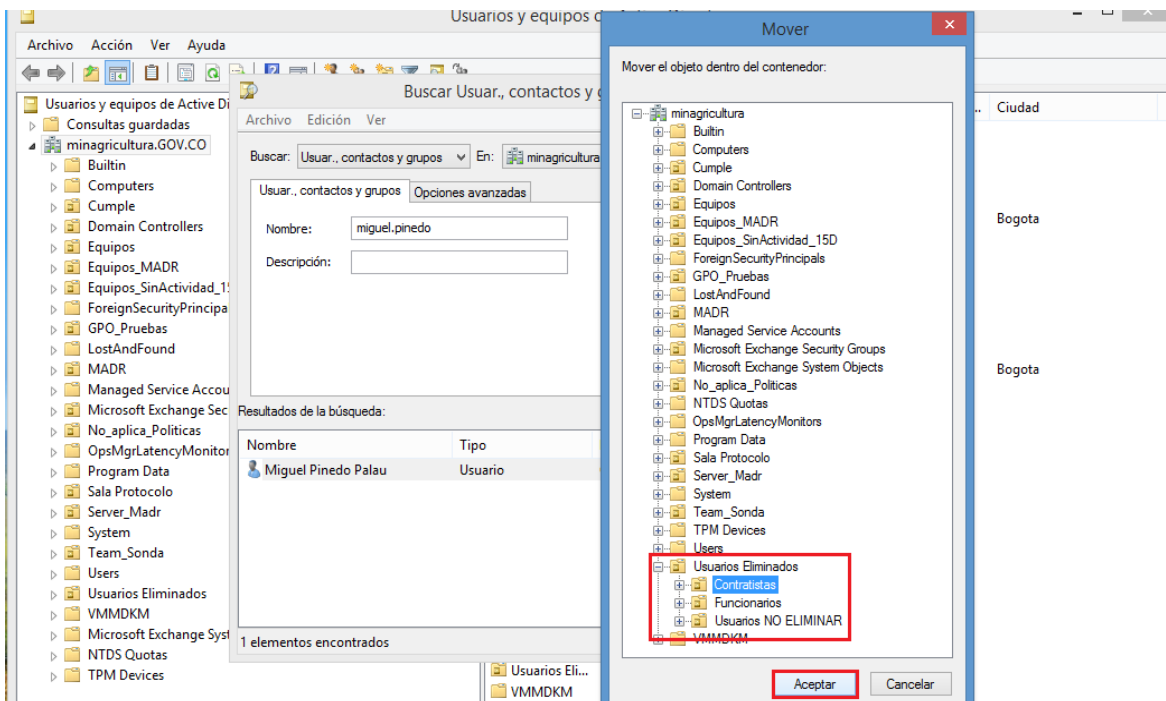 Usuarios y equipos d
Archivo Acción Ver Ayuda
Usuarios y equipos de Active Di
Consultas guardadas
minagricultura.GOV.CO
Builtin
Computers
Cumple
Domain Controllers
Equipos
Equipos_MADR
Equipos_SinActividad_1
ForeignSecurityPrincipa
GPO_Pruebas
LostAndFound
MADR
Managed Service Accou
Microsoft Exchange Sec
No_aplica_Politicas
OpsMgrLatencyMonitor
Program Data
Sala Protocolo
Server_Madr
System
Team_Sonda
Users
Usuarios Eliminados
VMMDKM
Microsoft Exchange Syst
NTDS Quotas
TPM Devices
Buscar Usuar., contactos y
Archivo Edición Ver
Buscar: Usuar., contactos y grupos En: minagricultura
Usuar., contactos y grupos Opciones avanzadas
Nombre: miguel.pinedo
Descripción:
Resultados de la búsqueda:
Nombre Tipo
Miguel Pinedo Palau Usuario
1 elementos encontrados
Usuarios Eli...
VMMDKM
Mover
Mover el objeto dentro del contenedor:
minagricultura
Builtin
Computers
Cumple
Domain Controllers
Equipos
Equipos_MADR
Equipos_SinActividad_15D
ForeignSecurityPrincipals
GPO_Pruebas
LostAndFound
MADR
Managed Service Accounts
Microsoft Exchange Security Groups
Microsoft Exchange System Objects
No_aplica_Politicas
NTDS Quotas
OpsMgrLatencyMonitors
Program Data
Sala Protocolo
Server_Madr
System
Team_Sonda
TPM Devices
Users
Usuarios Eliminados
Contratistas
Funcionarios
Usuarios NO ELIMINAR
VMMDKM
Aceptar Cancelar
.. Ciudad
Bogota
Bogota